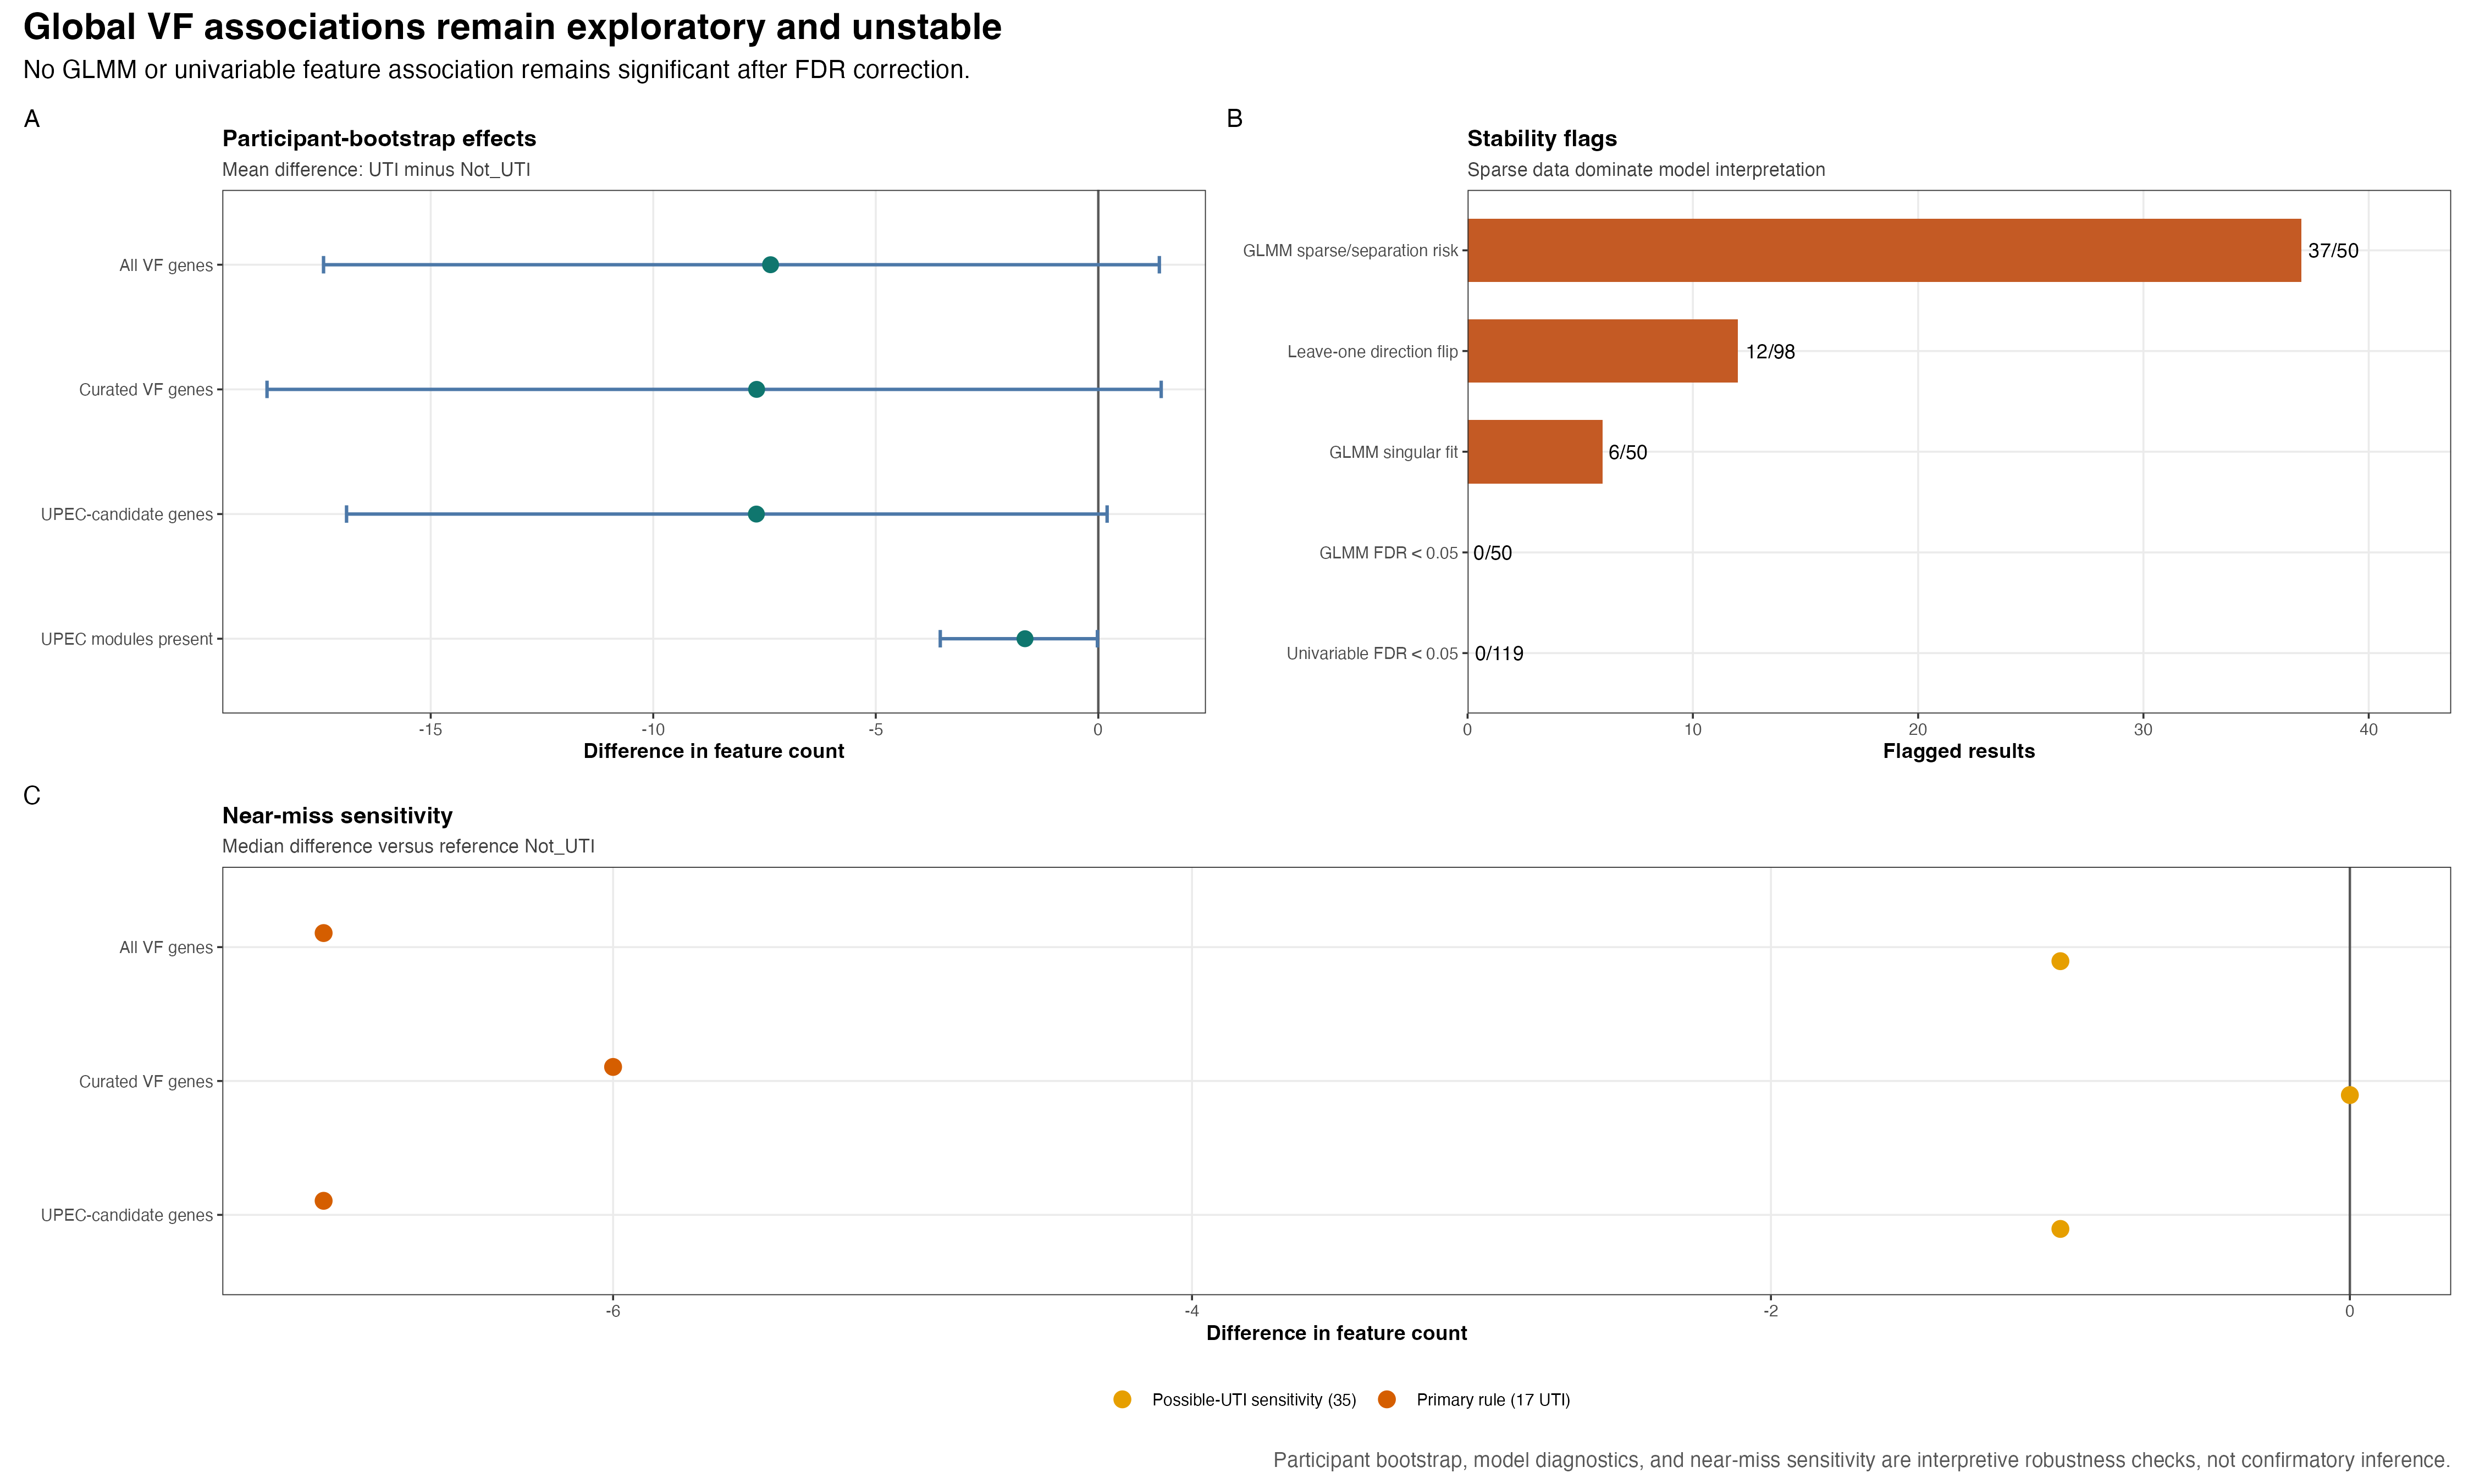 Global VF associations remain exploratory and unstable
No GLMM or univariable feature association remains significant after FDR correction.
A
Participant-bootstrap effects
Mean difference: UTI minus Not_UTI
All VF genes
Curated VF genes
UPEC-candidate genes
UPEC modules present
-15
-10
-5
0
Difference in feature count
B
Stability flags
Sparse data dominate model interpretation
GLMM sparse/separation risk
37/50
Leave-one direction flip
12/98
GLMM singular fit
6/50
GLMM FDR < 0.05
0/50
Univariable FDR < 0.05
0/119
0
10
20
30
40
Flagged results
C
Near-miss sensitivity
Median difference versus reference Not_UTI
All VF genes
Curated VF genes
UPEC-candidate genes
-6
-4
-2
0
Difference in feature count
Possible-UTI sensitivity (35)
Primary rule (17 UTI)
Participant bootstrap, model diagnostics, and near-miss sensitivity are interpretive robustness checks, not confirmatory inference.